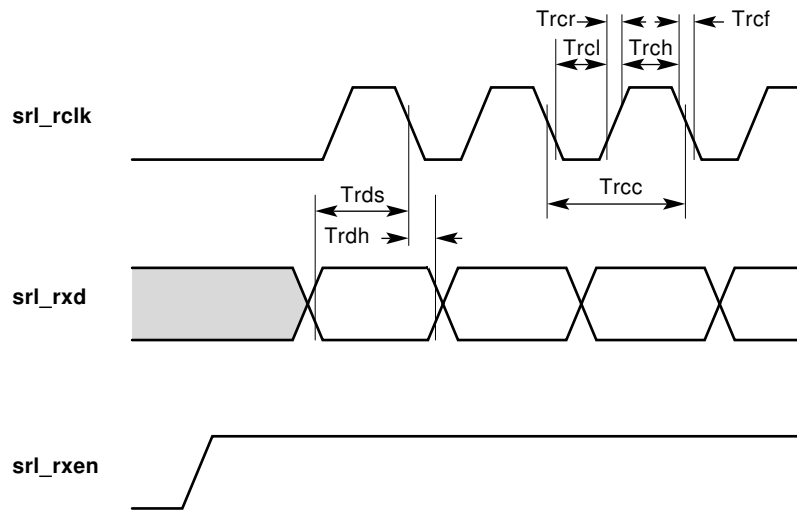 Trcr
Trcf
Trcl
Trch
srl_rclk
Trcc
Trds
Trdh
srl_rxd
srl_rxen